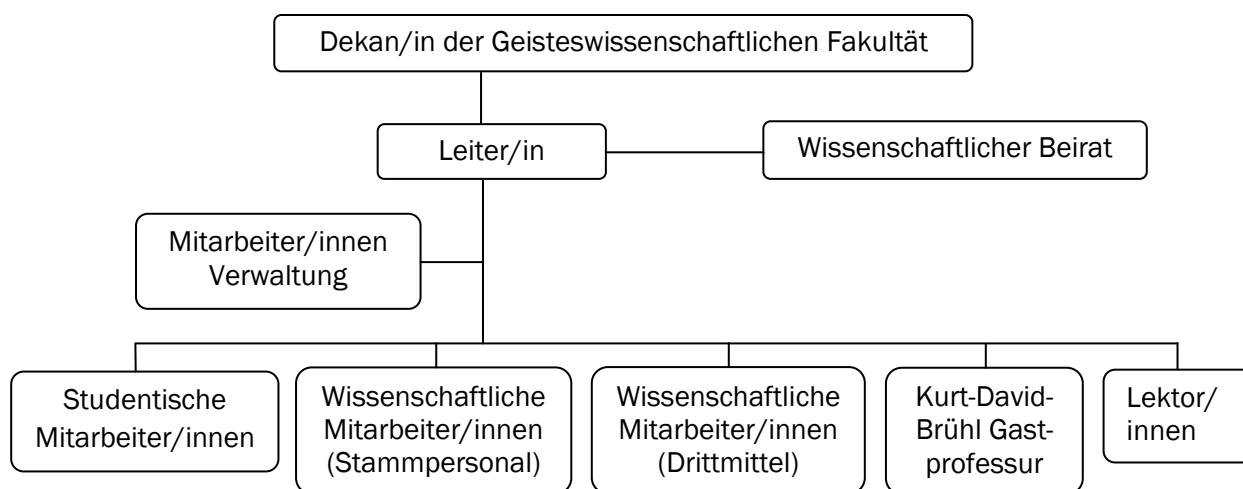 Dekan/in der Geisteswissenschaftlichen Fakultät
Leiter/in
Wissenschaftlicher Beirat
Mitarbeiter/innen
Verwaltung
Studentische
Mitarbeiter/innen
Wissenschaftliche
Mitarbeiter/innen
(Stammpersonal)
Wissenschaftliche
Mitarbeiter/innen
(Drittmittel)
Kurt-David-
Brühl Gast-
professur
Lektor/
innen